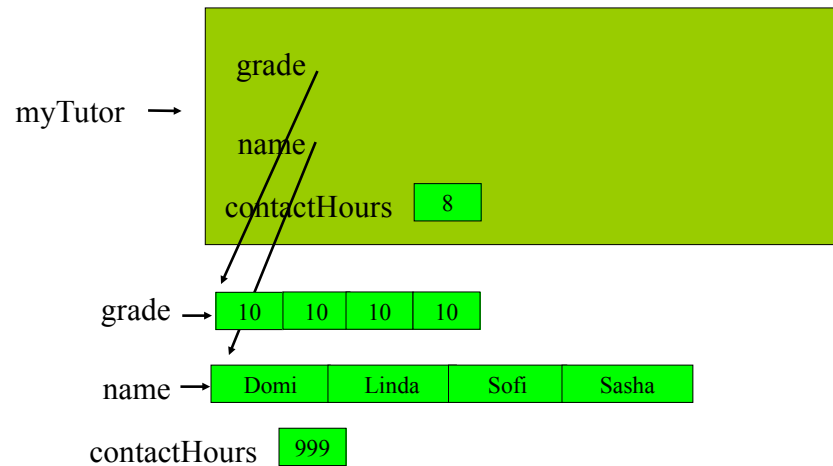 grade
myTutor
name
contactHours 8
grade 10 10 10 10
name Domi Linda Sofi Sasha
contactHours 999